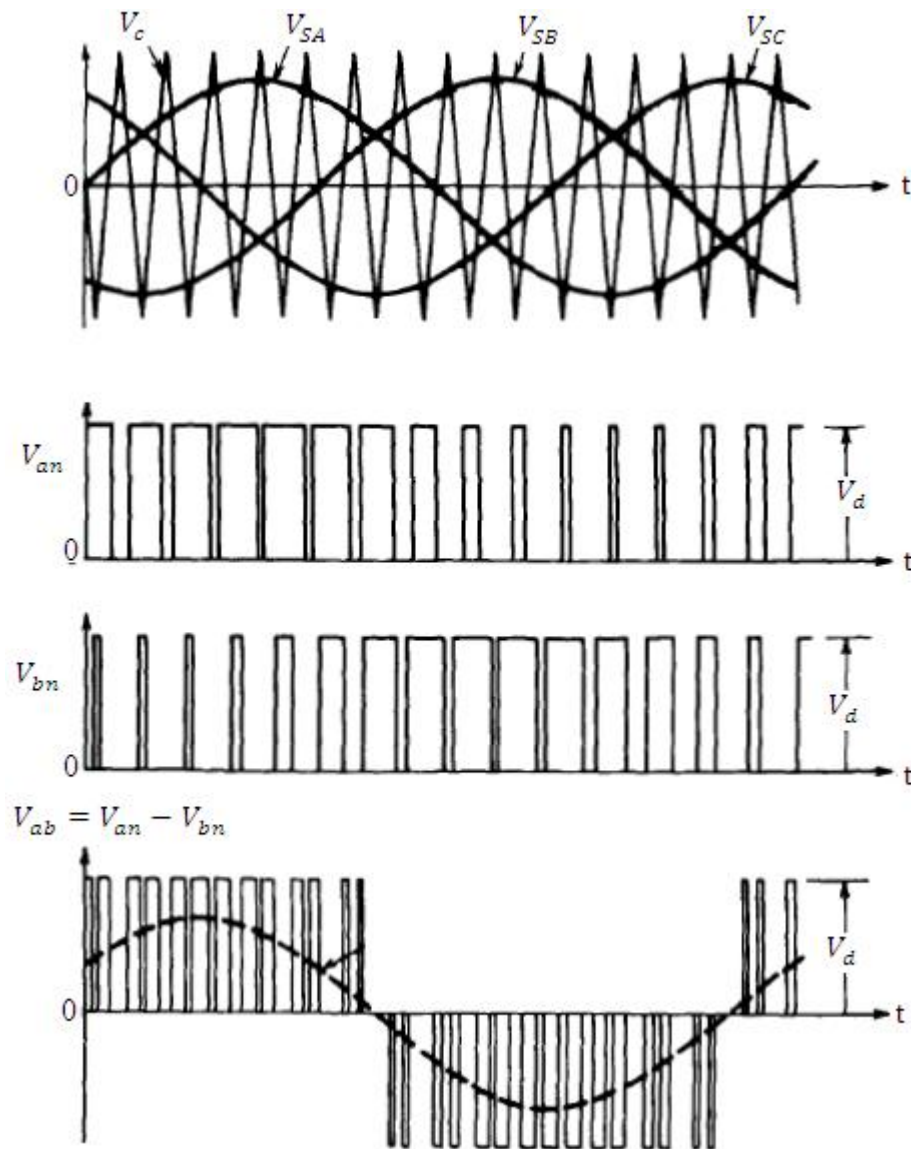 V_c V_SA V_SB V_SC
0 t
V_an
V_d
0 t
V_bn
V_d
0 t
V_ab = V_an − V_bn
V_d
0 t